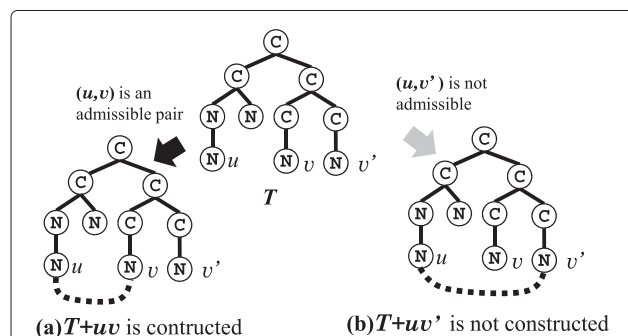 C
C C
(u,v) is an
admissible pair
(u,v') is not
admissible
N N C C
N u N v N v'
T
C
C C
N N C C
N u N v N v'
C
C C
N N C C
N u N v N v'
(a)T+uv is contructed
(b)T+uv' is not constructed